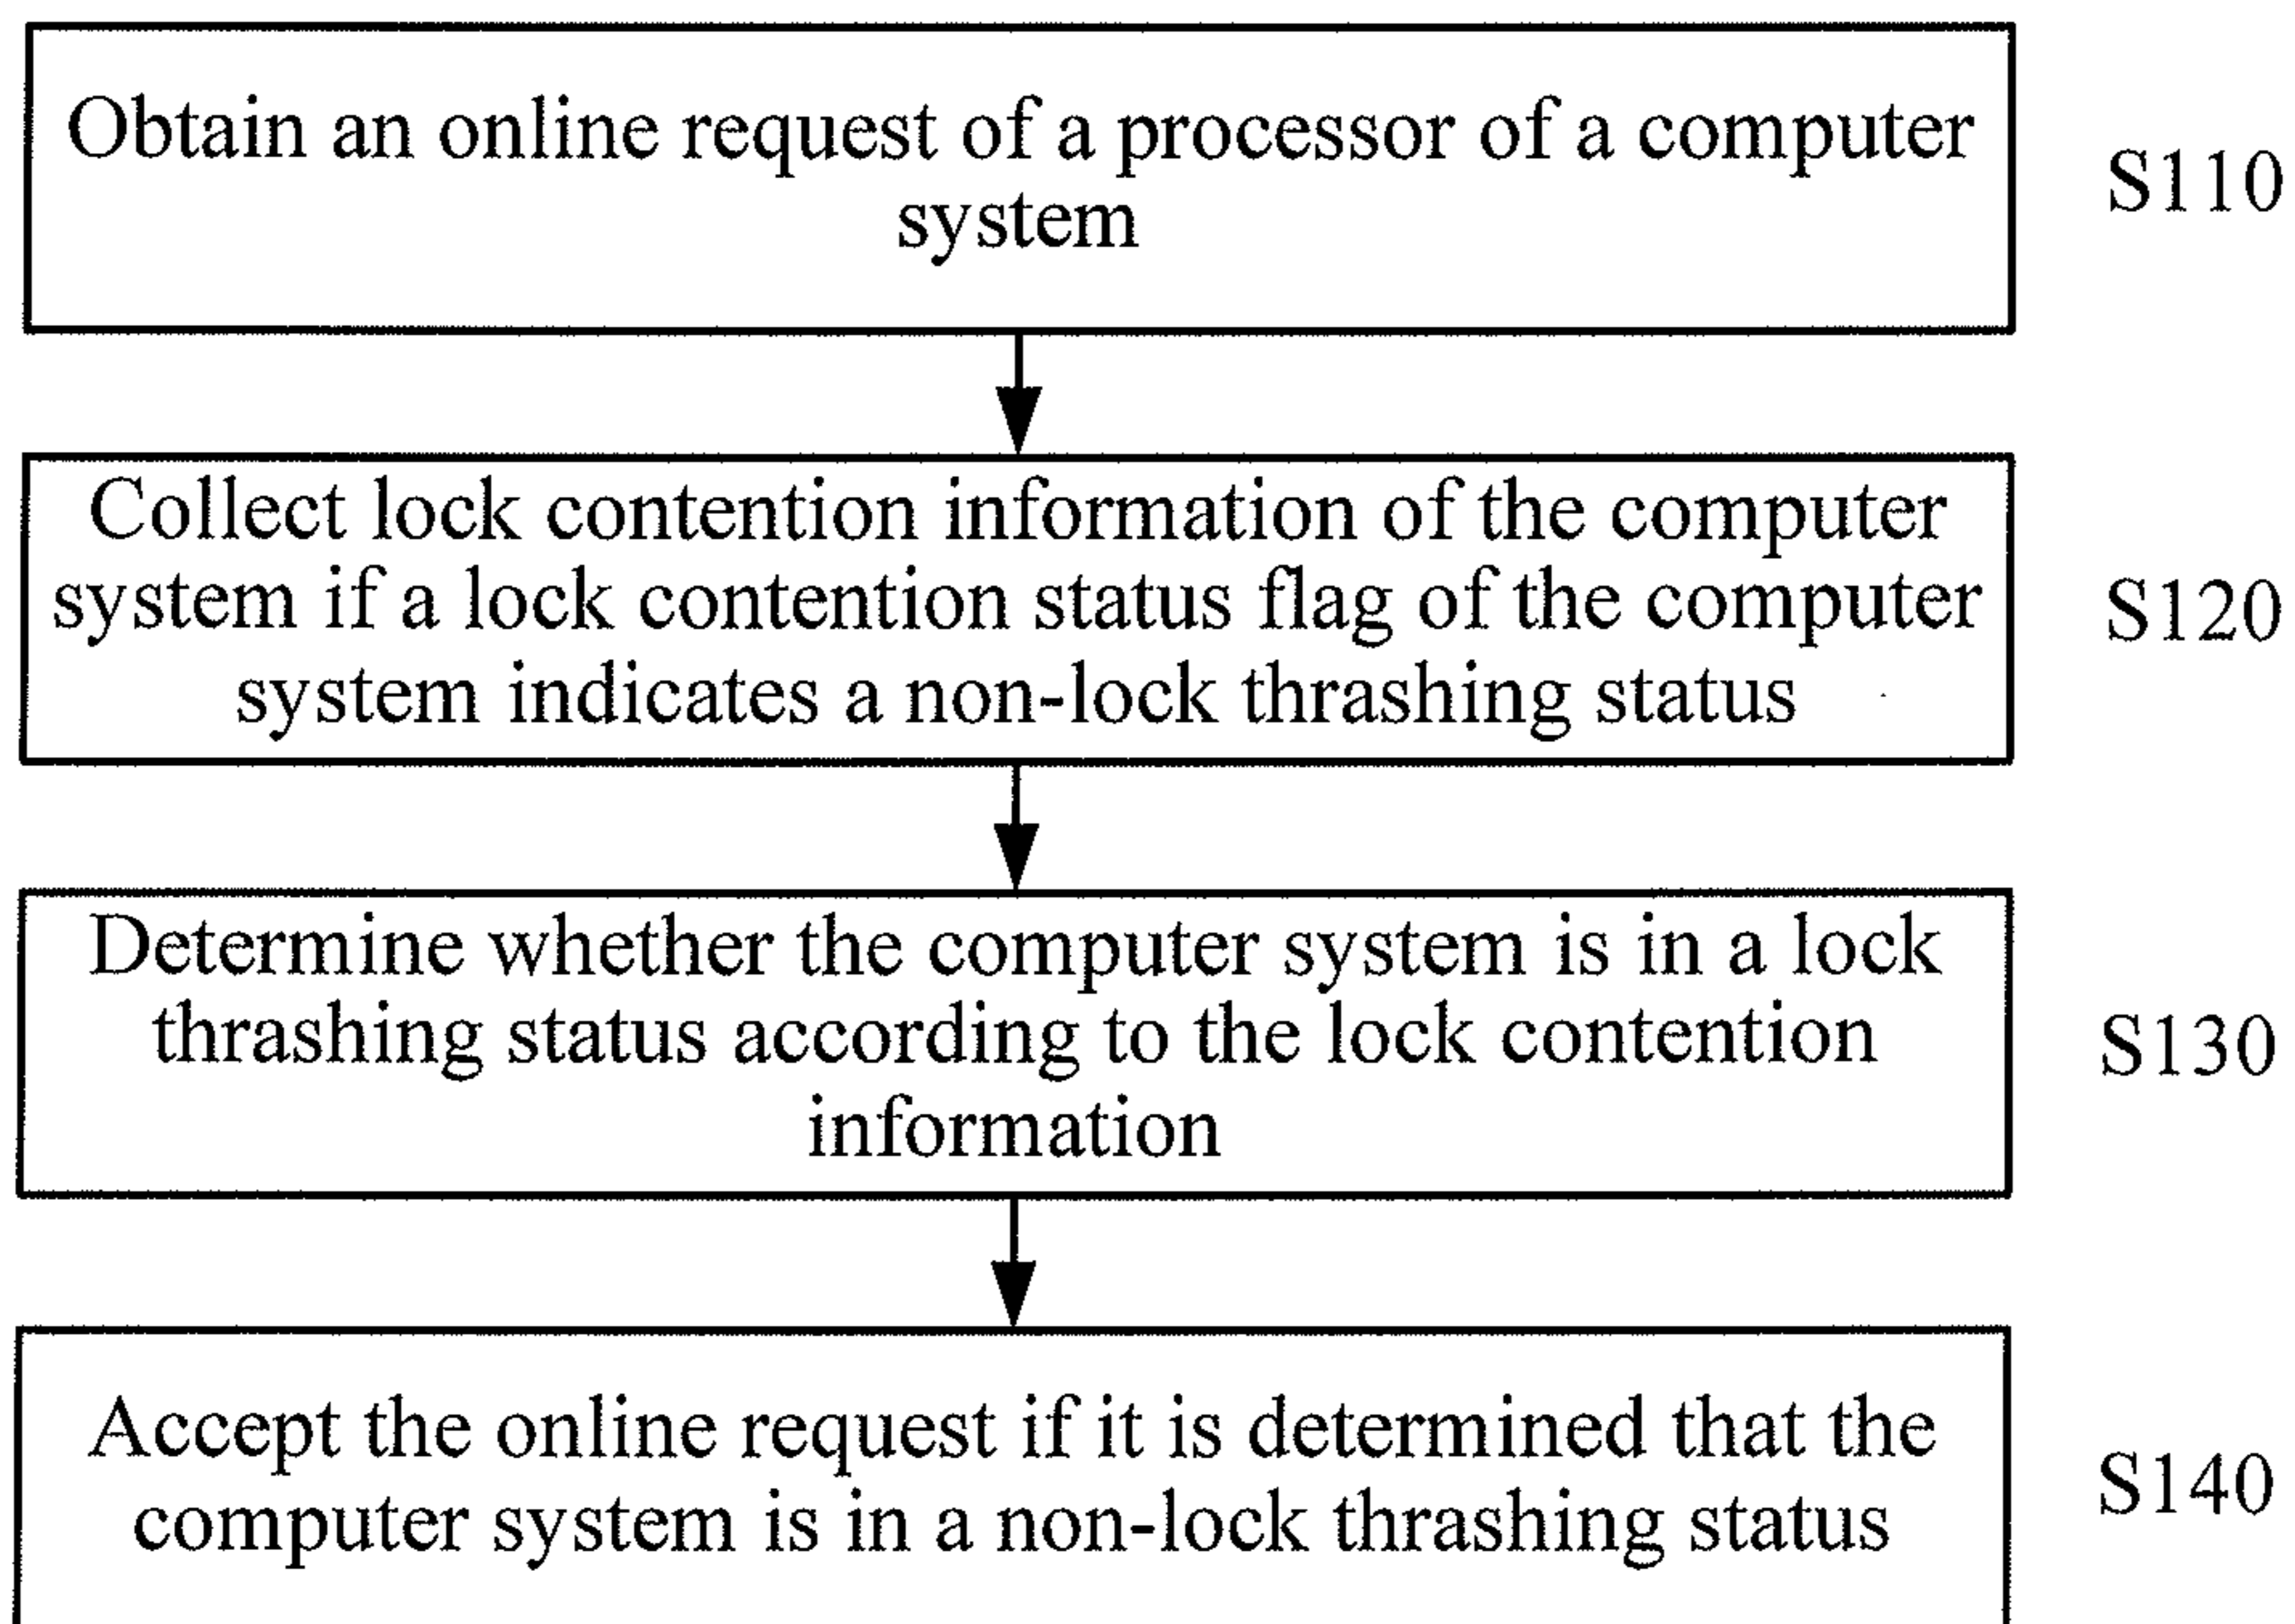 Obtain an online request of a processor of a computer
system
S110
Collect lock contention information of the computer
system if a lock contention status flag of the computer
system indicates a non-lock thrashing status
S120
Determine whether the computer system is in a lock
thrashing status according to the lock contention
information
S130
Accept the online request if it is determined that the
computer system is in a non-lock thrashing status
S140